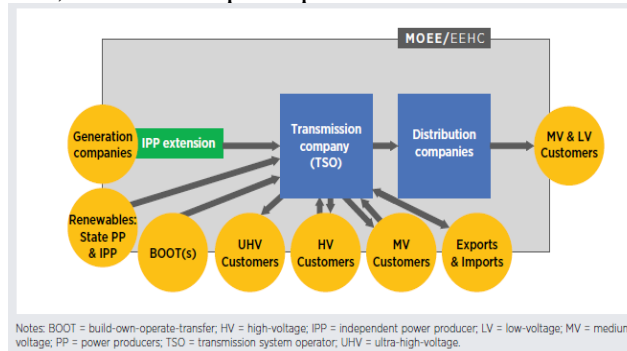 MOEE/EEHC
Generation
companies
IPP extension
Transmission
company
(TSO)
Distribution
companies
MV & LV
Customers
Renewables:
State PP
& IPP
BOOT(s)
UHV
Customers
HV
Customers
MV
Customers
Exports
& Imports
Notes: BOOT = build-own-operate-transfer; HV = high-voltage; IPP = independent power producer; LV = low-voltage; MV = medium
voltage; PP = power producers; TSO = transmission system operator; UHV = ultra-high-voltage.